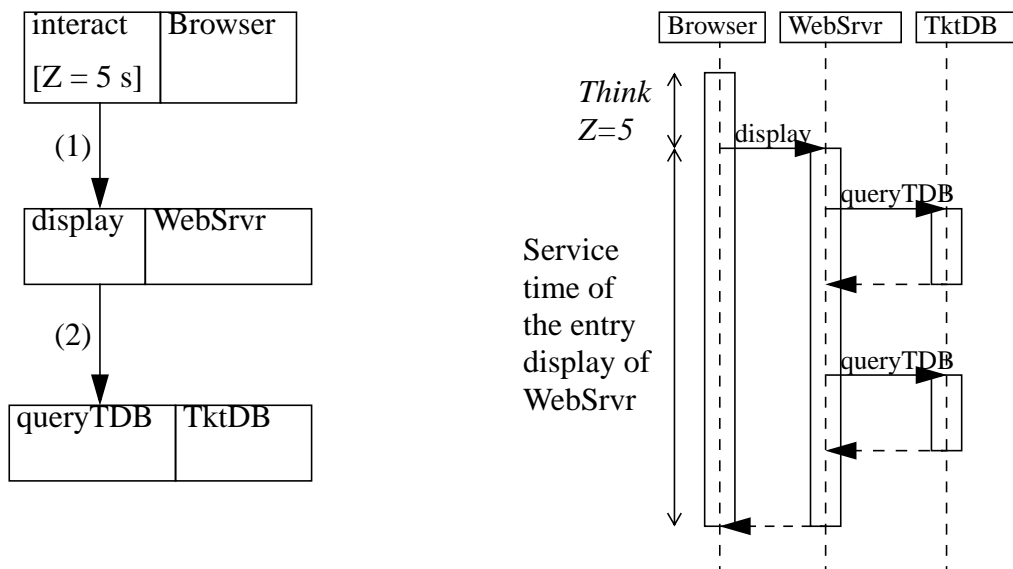 interact
Browser
[Z = 5 s]
(1)
display
WebSrvr
(2)
queryTDB
TktDB
Browser
WebSrvr
TktDB
Think
Z=5
display
queryTDB
Service
time of
the entry
display of
WebSrvr
queryTDB